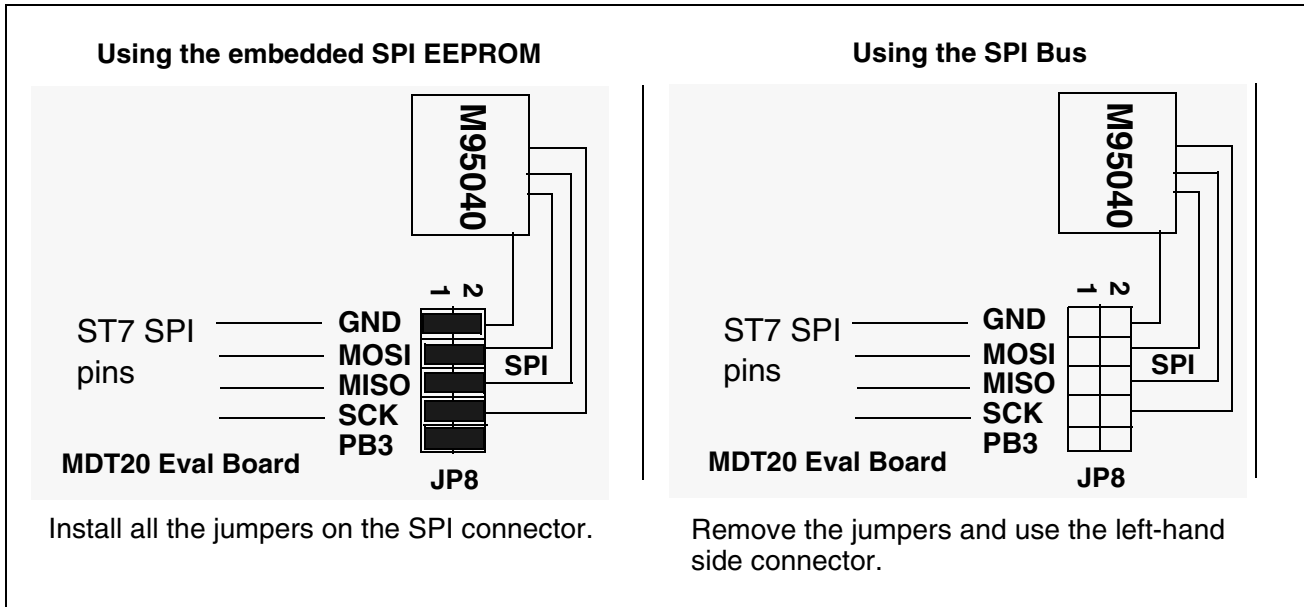 Using the embedded SPI EEPROM
M95040
1 2
ST7 SPI
pins
GND
MOSI
MISO
SCK
PB3
SPI
MDT20 Eval Board
JP8
Install all the jumpers on the SPI connector.
Using the SPI Bus
M95040
1 2
ST7 SPI
pins
GND
MOSI
MISO
SCK
PB3
SPI
MDT20 Eval Board
JP8
Remove the jumpers and use the left-hand
side connector.